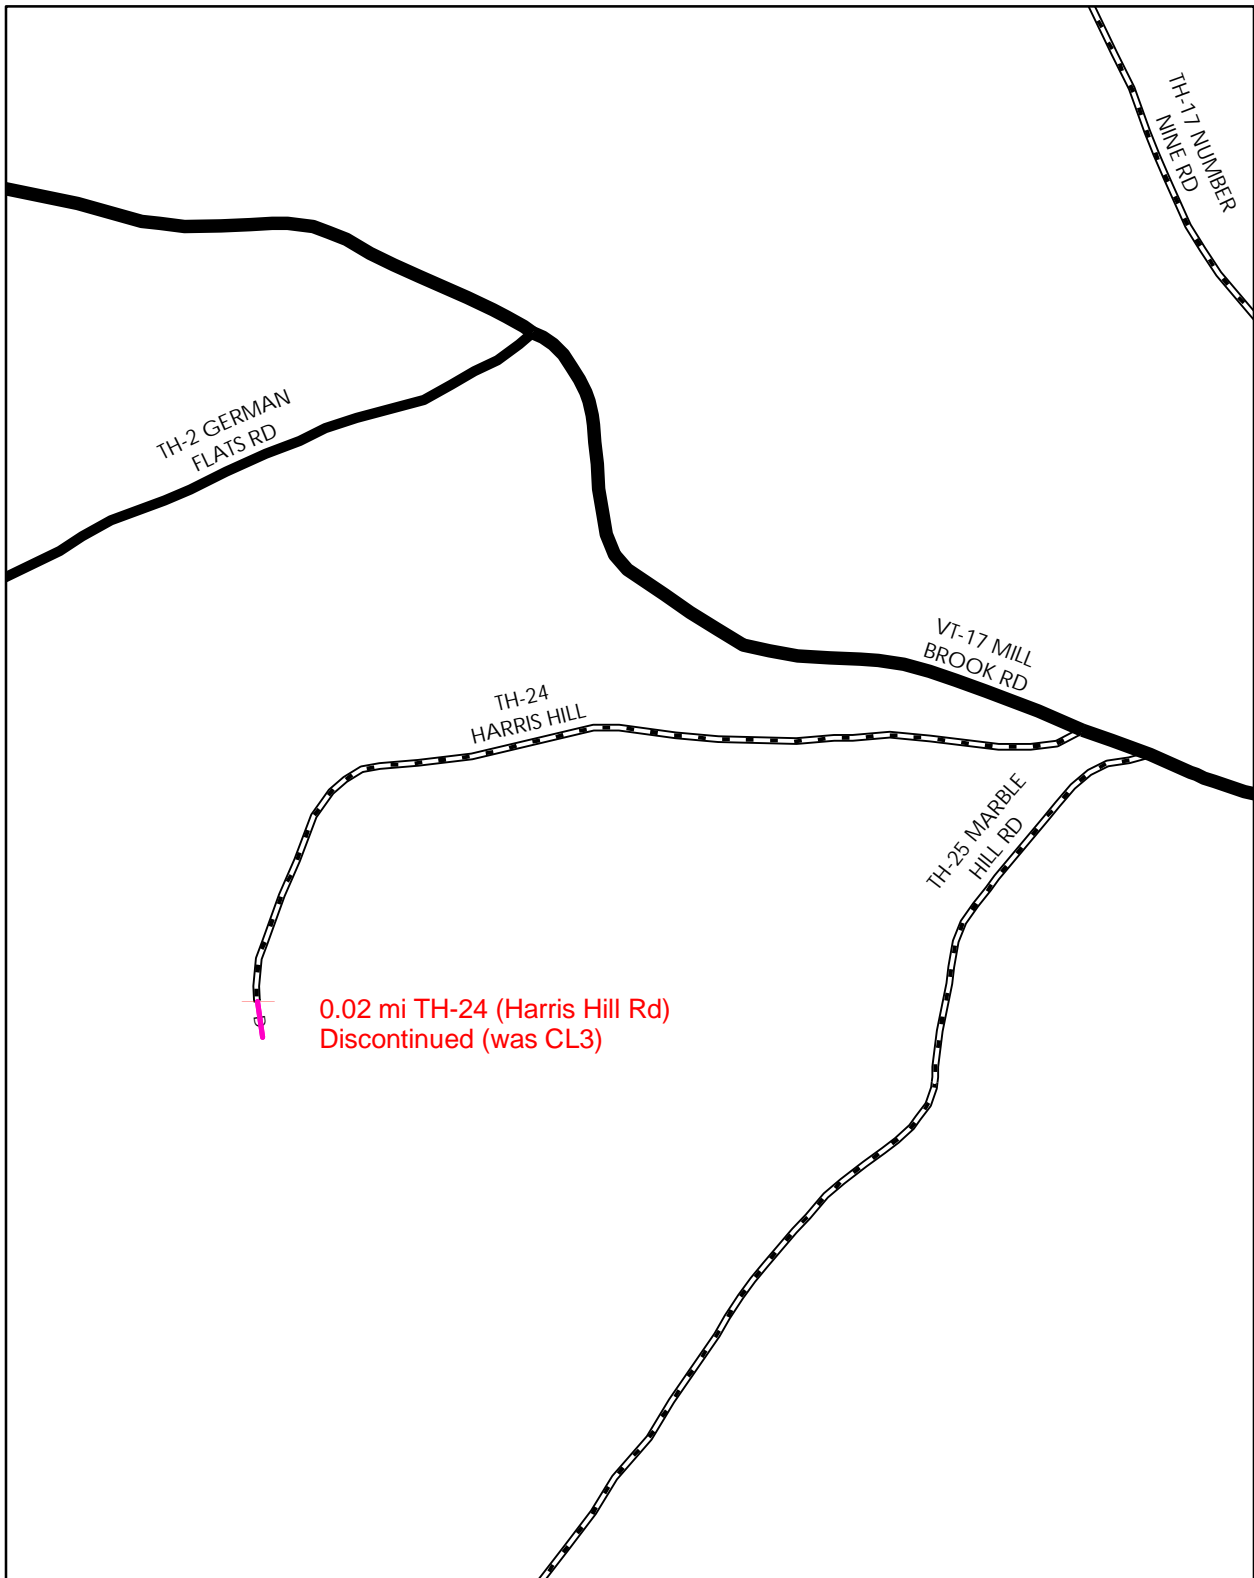 TH-17 NUMBER
NINE RD
TH-2 GERMAN
FLATS RD
VT-17 MILL
BROOK RD
TH-24
HARRIS HILL
TH-25 MARBLE
HILL RD
0.02 mi TH-24 (Harris Hill Rd)
Discontinued (was CL3)
D